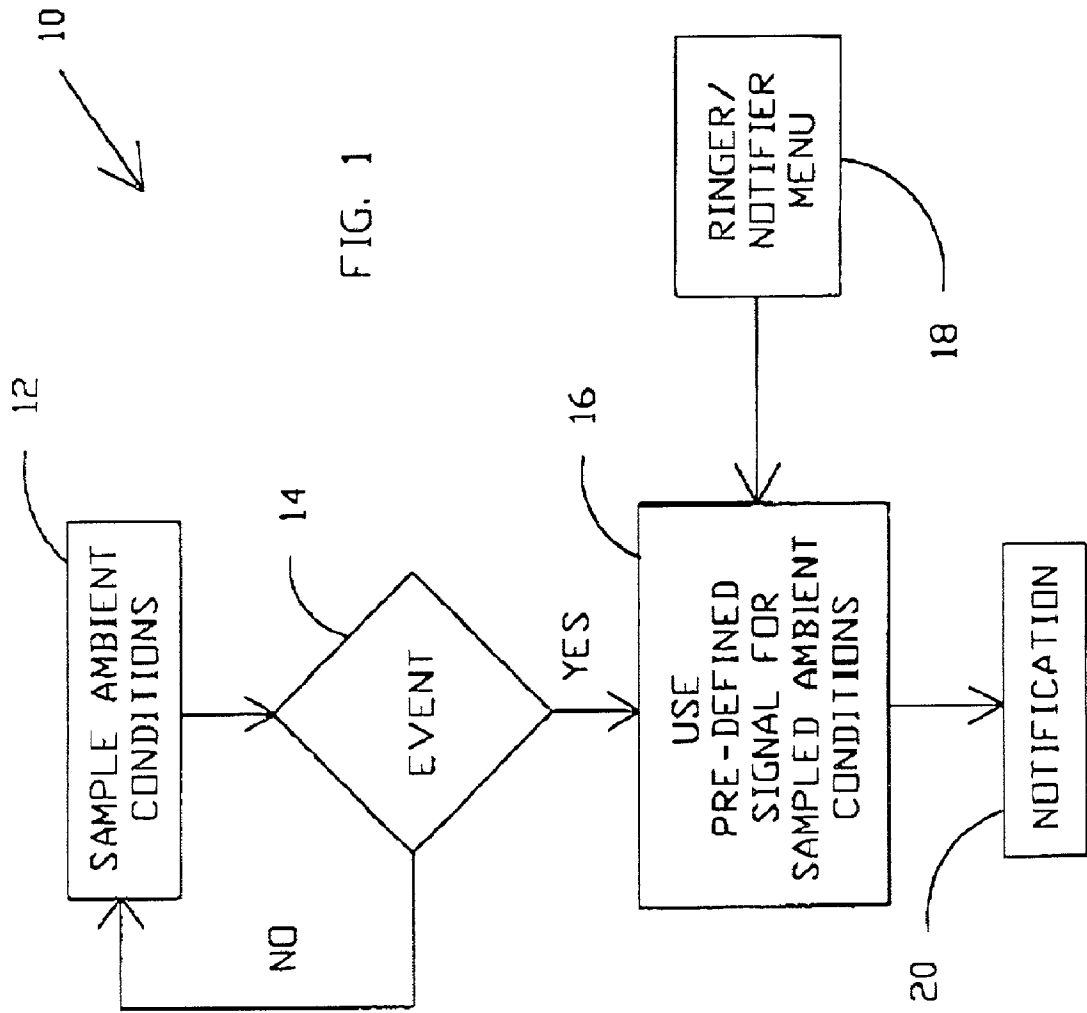 10
12
SAMPLE AMBIENT
CONDITIONS
14
EVENT
NO
YES
FIG. 1
16
USE
PRE-DEFINED
SIGNAL FOR
SAMPLED AMBIENT
CONDITIONS
RINGER/
NOTIFIER
MENU
18
NOTIFICATION
20